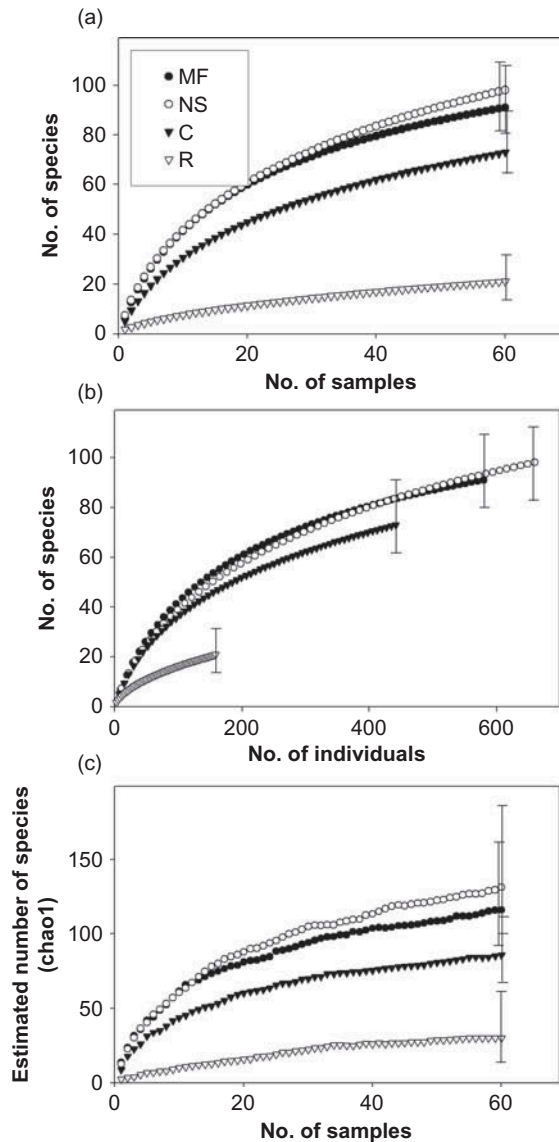 (a)
100
80
60
40
20
0
No. of species
MF
NS
C
R
0 20 40 60
No. of samples
(b)
100
80
60
40
20
0
No. of species
200 400 600
No. of individuals
(c)
150
100
50
0
Estimated number of species
(chao1)
0 20 40 60
No. of samples